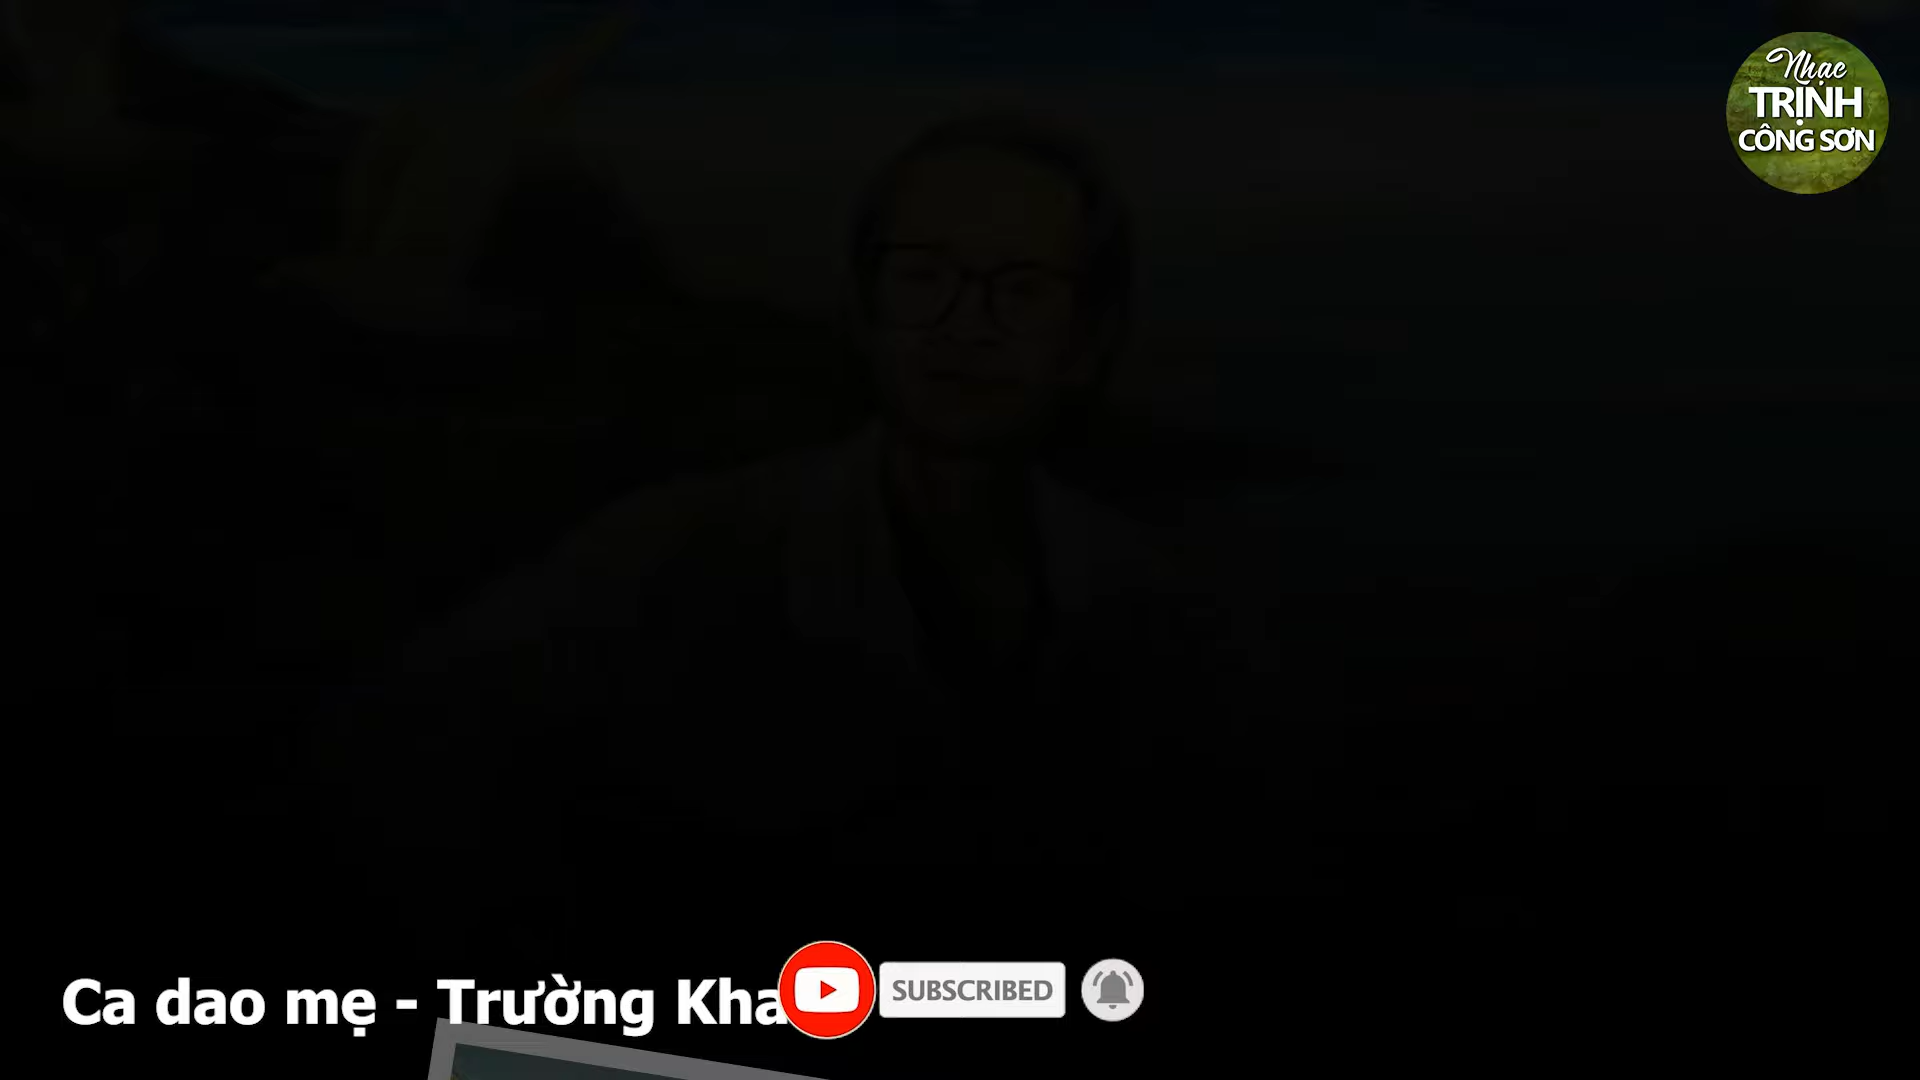 Nhạc
TRỊNH
CÔNG SƠN
Ca dao mẹ - Trường Kha
SUBSCRIBED